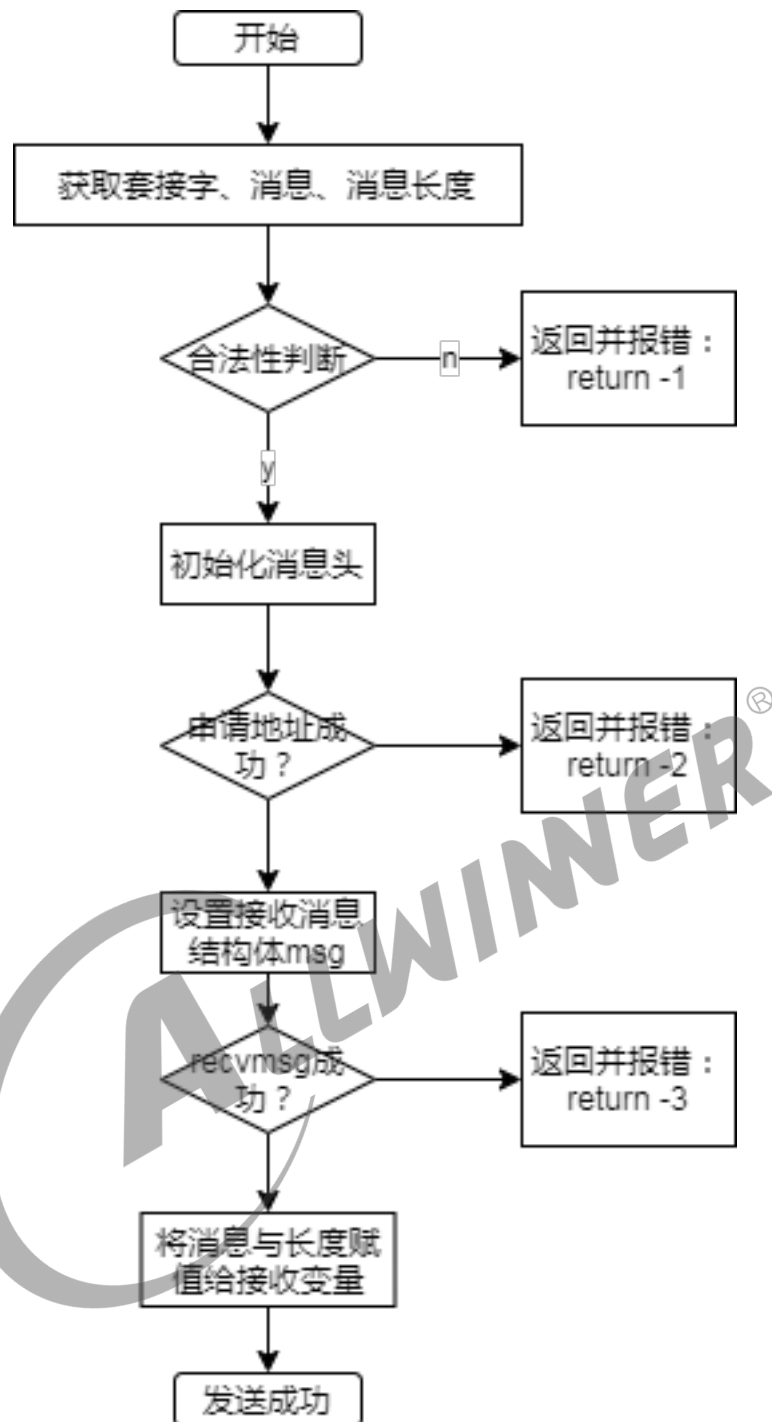 开始
获取套接字、消息、消息长度
合法性判断
n
返回并报错：
return -1
y
初始化消息头
申请地址成
功？
返回并报错：
return -2
设置接收消息
结构体msg
recvmsg成
功？
返回并报错：
return -3
将消息与长度赋
值给接收变量
发送成功
ALLWINNER®